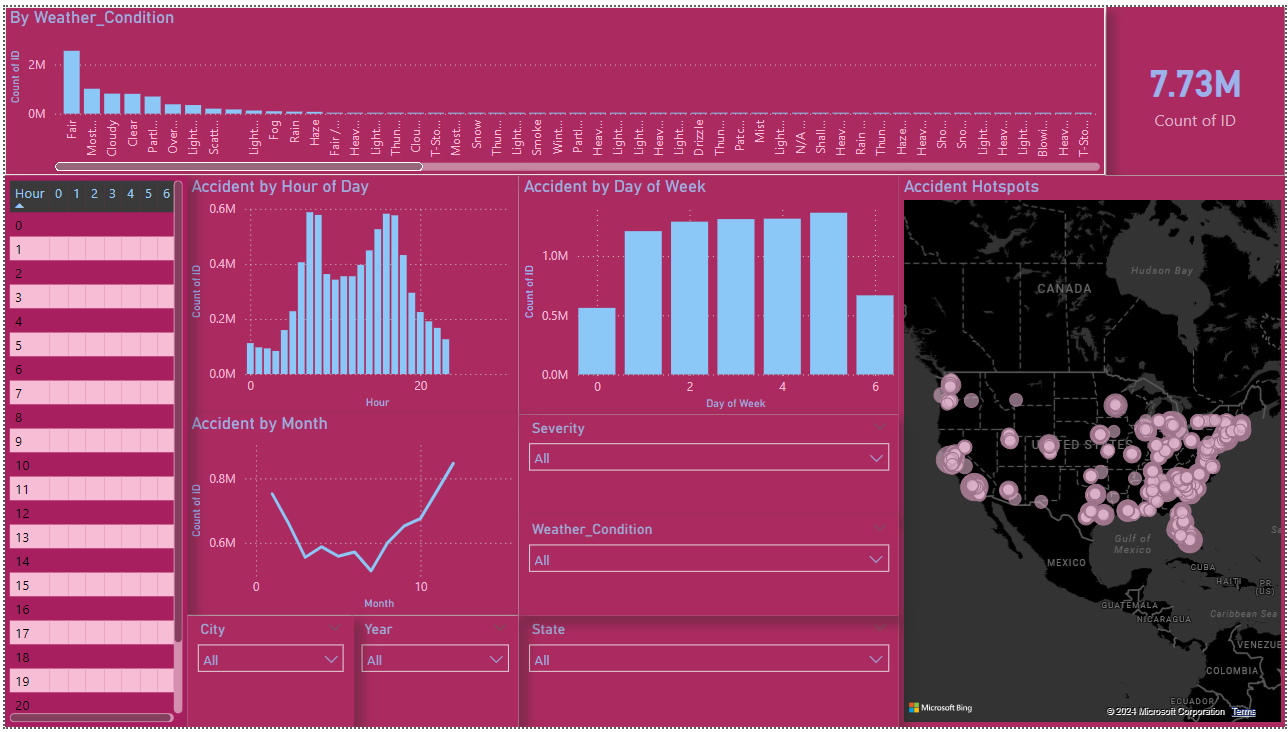 By Weather_Condition
Count of ID
2M
0M
Fair
Most...
Cloudy
Clear
Partl...
Over...
Light...
Scatt...
Light...
Fog
Rain
Haze
Fair /...
Heav...
Light...
Thun...
Clou...
T-Sto...
Most...
Snow
Thun...
Light...
Smoke
Wint...
Partl...
Heav...
Light...
Light...
Heav...
Light...
Drizzle
Thun...
Patc...
Mist
Light...
N/A ...
Shall...
Heav...
Rain ...
Thun...
Haze...
Heav...
Sho...
Sno...
Light...
Heav...
Light...
Blowi...
Heav...
T-Sto...
7.73M
Count of ID
Hour 0 1 2 3 4 5 6
0
1
2
3
4
5
6
7
8
9
10
11
12
13
14
15
16
17
18
19
20
Accident by Hour of Day
Count of ID
0.6M
0.4M
0.2M
0.0M
0 20
Hour
Accident by Day of Week
Count of ID
1.0M
0.5M
0.0M
0 2 4 6
Day of Week
Accident by Month
Count of ID
0.8M
0.6M
0 10
Month
Severity
All
Weather_Condition
All
City
All
Year
All
State
All
Accident Hotspots
Hudson Bay
CANADA
UNITED STATES
Gulf of
Mexico
MEXICO
CUBA
HAITI
PR
(US)
GUATEMALA
NICARAGUA
Caribbean Sea
VENEZUE
COLOMBIA
ECUADOR
Microsoft Bing
© 2024 Microsoft Corporation Terms